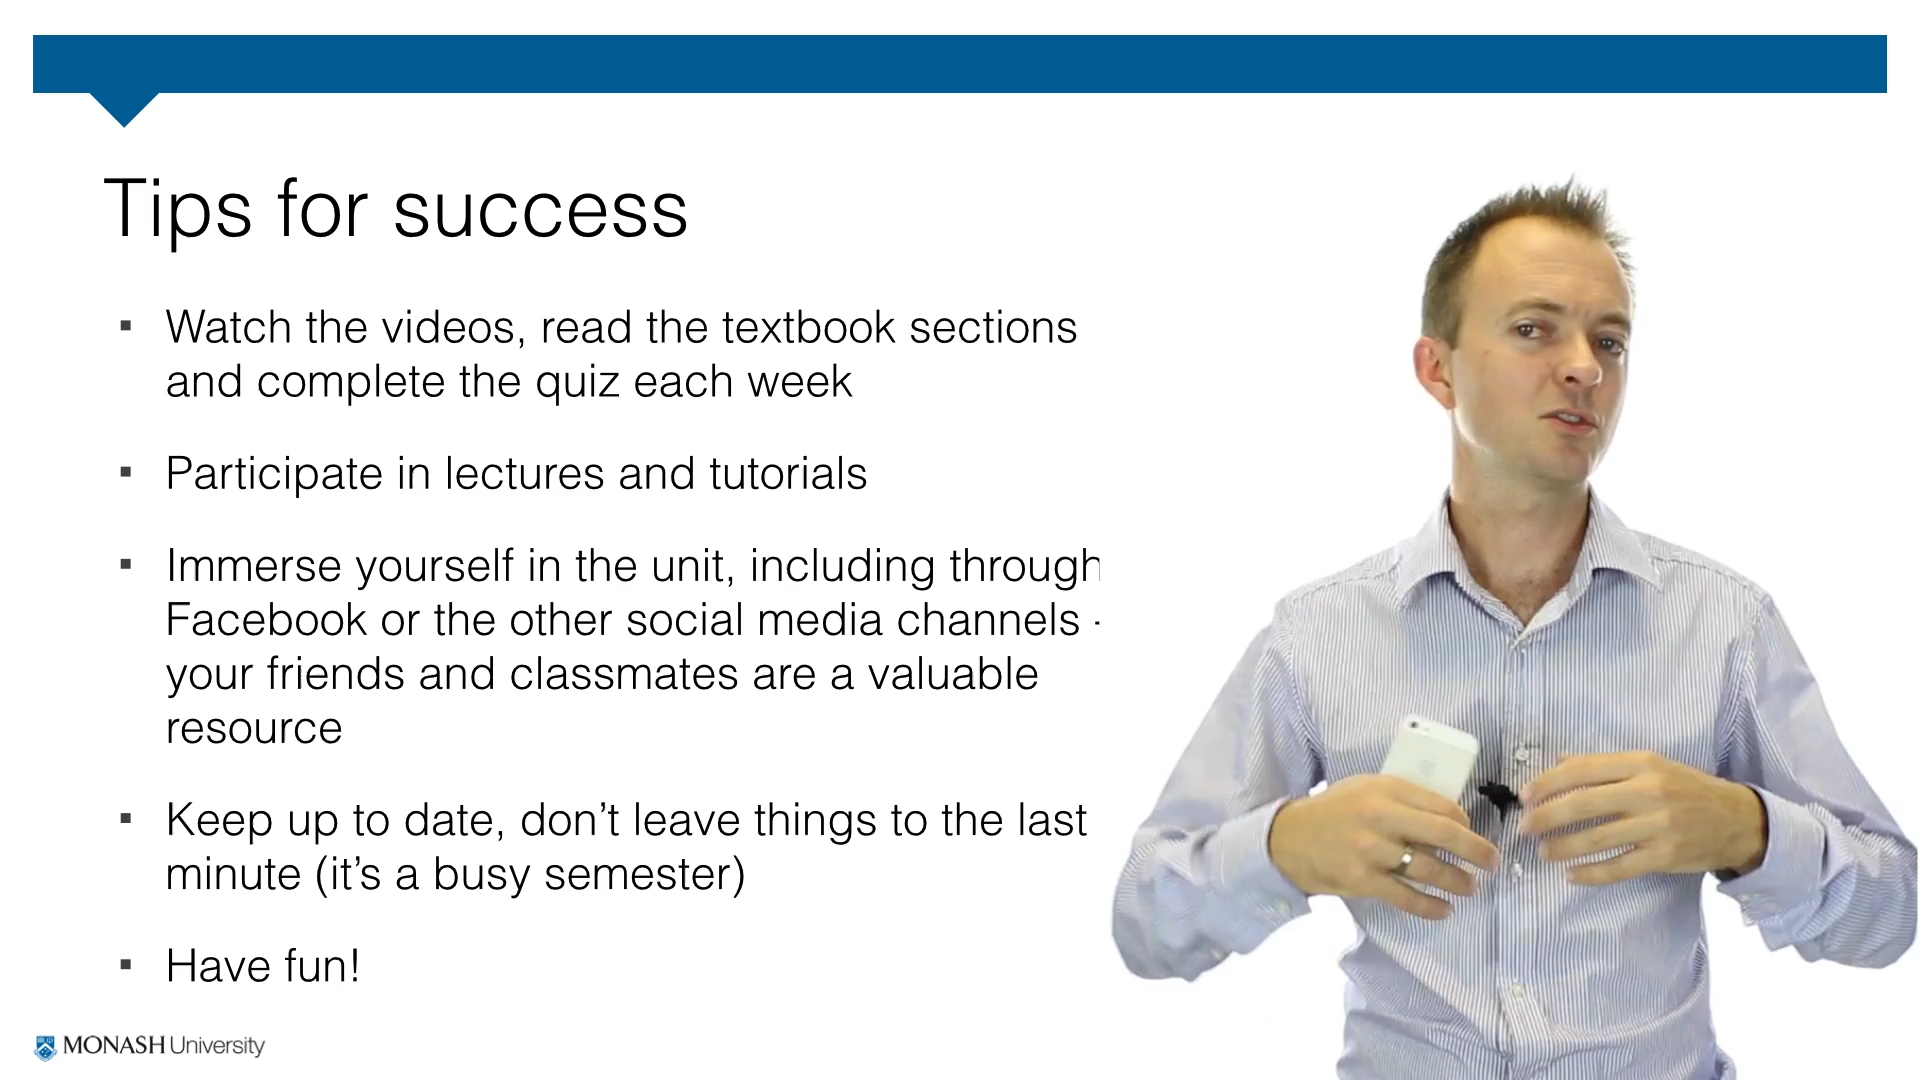 Tips for success
▪ Watch the videos, read the textbook sections
and complete the quiz each week
▪ Participate in lectures and tutorials
▪ Immerse yourself in the unit, including through
Facebook or the other social media channels -
your friends and classmates are a valuable
resource
▪ Keep up to date, don’t leave things to the last
minute (it’s a busy semester)
▪ Have fun!
MONASH University